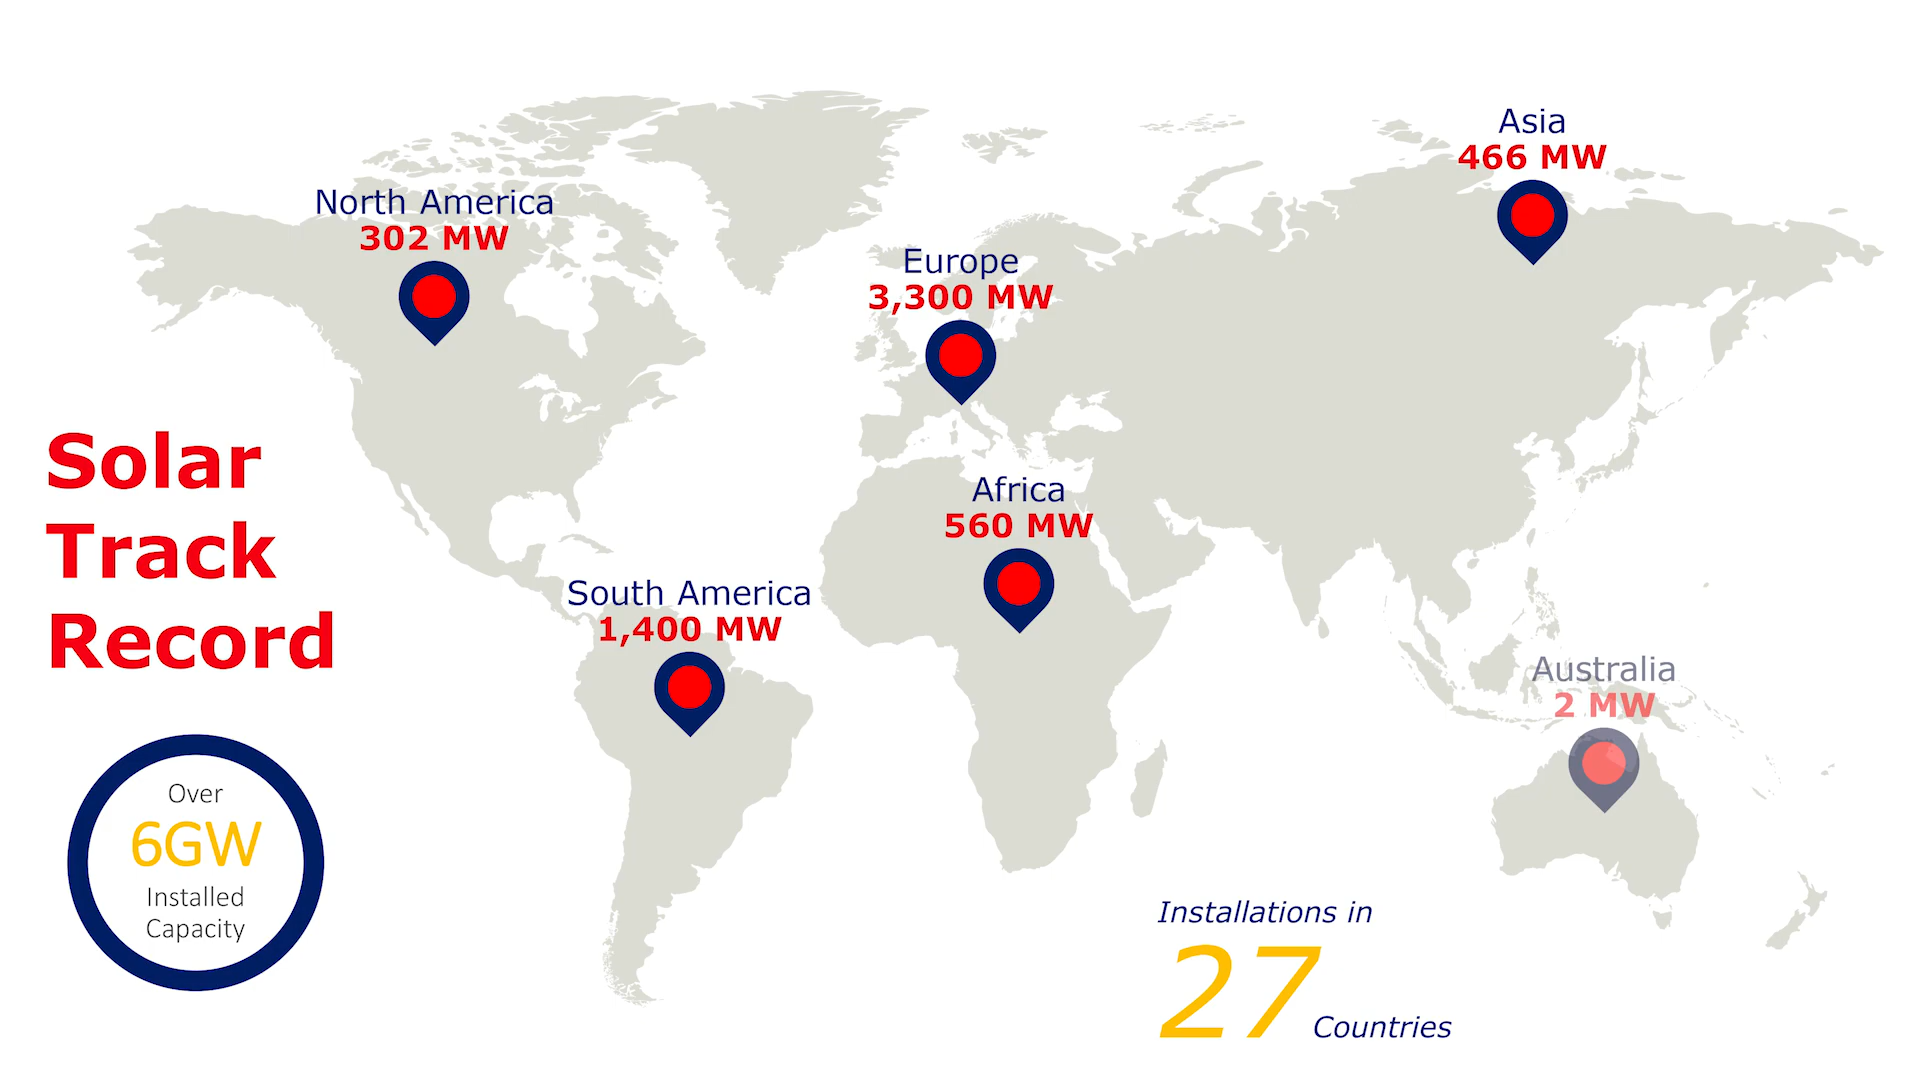 Asia
466 MW
North America
302 MW
Europe
3,300 MW
Solar
Track
Record
Africa
560 MW
South America
1,400 MW
Australia
2 MW
Over
6GW
Installed
Capacity
Installations in
27 Countries